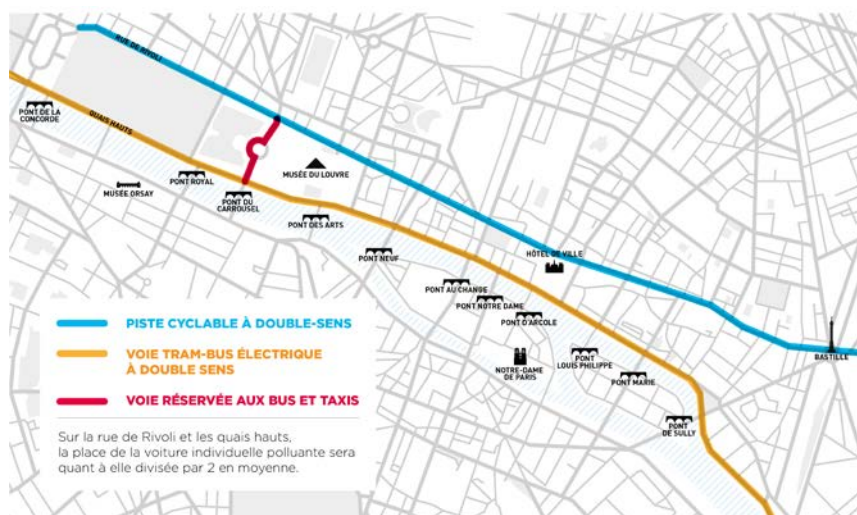 RUE DE RIVOLI
QUAIS HAUTS
PONT DE LA
CONCORDE
MUSÉE ORSAY
PONT ROYAL
PONT DU
CARROUSEL
MUSÉE DU LOUVRE
PONT DES ARTS
PONT NEUF
HÔTEL DE VILLE
PONT AU CHANGE
PONT NOTRE DAME
PONT D'ARCOLE
NOTRE-DAME
DE PARIS
PONT
LOUIS PHILIPPE
PONT MARIE
PONT
DE SULLY
BASTILLE
PISTE CYCLABLE À DOUBLE-SENS
VOIE TRAM-BUS ÉLECTRIQUE
À DOUBLE SENS
VOIE RÉSERVÉE AUX BUS ET TAXIS
Sur la rue de Rivoli et les quais hauts,
la place de la voiture individuelle polluante sera
quant à elle divisée par 2 en moyenne.